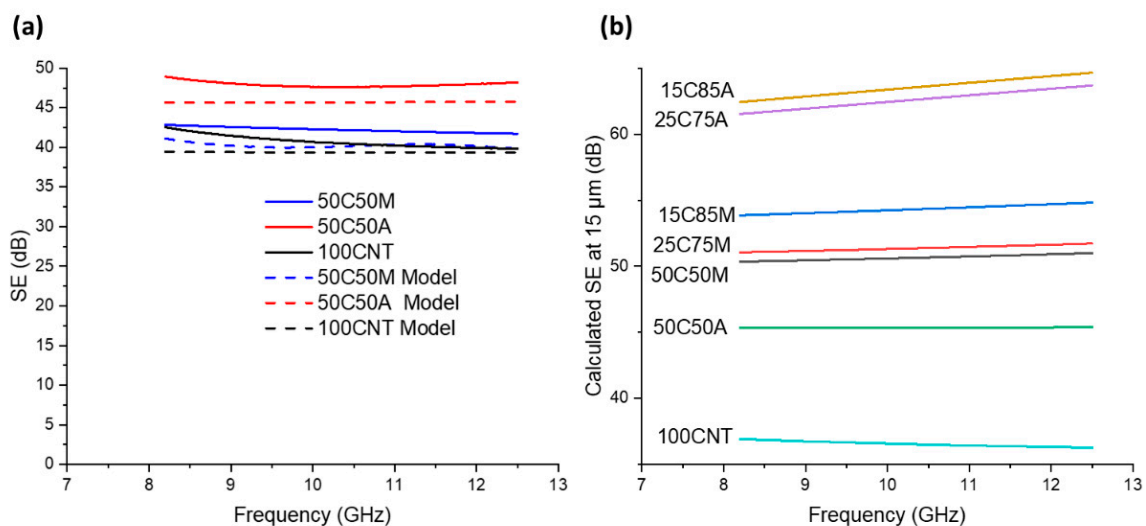 (a)
50
45
40
35
30
25
20
15
10
5
0
SE (dB)
50C50M
50C50A
100CNT
50C50M Model
50C50A Model
100CNT Model
7 8 9 10 11 12 13
Frequency (GHz)
(b)
60
50
40
Calculated SE at 15 μm (dB)
15C85A
25C75A
15C85M
25C75M
50C50M
50C50A
100CNT
7 8 9 10 11 12 13
Frequency (GHz)